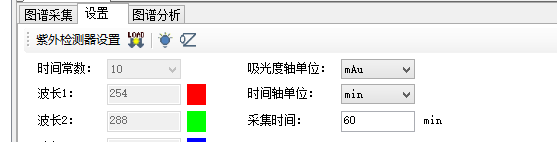 图谱采集 设置 图谱分析
紫外检测器设置 LOAD
时间常数: 10 吸光度轴单位: mAu
波长1: 254 时间轴单位: min
波长2: 288 采集时间: 60 min